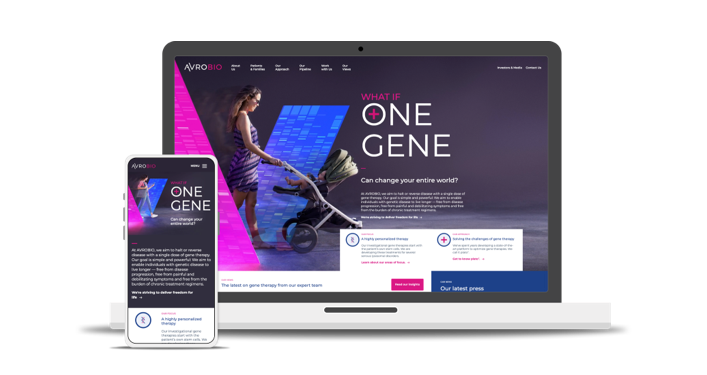 AVROBIO
About Us
Patients & Families
Our Approach
Our Pipeline
Work with Us
Our Views
Investors & Media
Contact Us
WHAT IF
ONE
GENE
Can change your entire world?
At AVROBIO, we aim to halt or reverse disease with a single dose of
gene therapy. Our goal is simple and powerful: We aim to enable
individuals with genetic disease to live longer — free from disease
progression, free from painful and debilitating symptoms and free
from the burden of chronic treatment regimens.
We're striving to deliver freedom for life →
A highly personalized therapy
Our investigational gene therapies start with
the patient's own stem cells. We are
Learn about our areas of focus →
Solving the challenges of gene therapy
The latest on gene therapy from our expert team
Read our insights
Our latest press
AVROBIO
MENU
WHAT IF
ONE
GENE
Can change your
entire world?
At AVROBIO, we aim to halt or reverse
disease with a single dose of gene therapy.
Our goal is simple and powerful: We aim to
enable individuals with genetic disease to
live longer — free from disease
progression, free from painful and
debilitating symptoms and free from the
burden of chronic treatment regimens.
We're striving to deliver freedom for
life →
A highly personalized
therapy
Our investigational gene
therapies start with the
patient's own stem cells. We